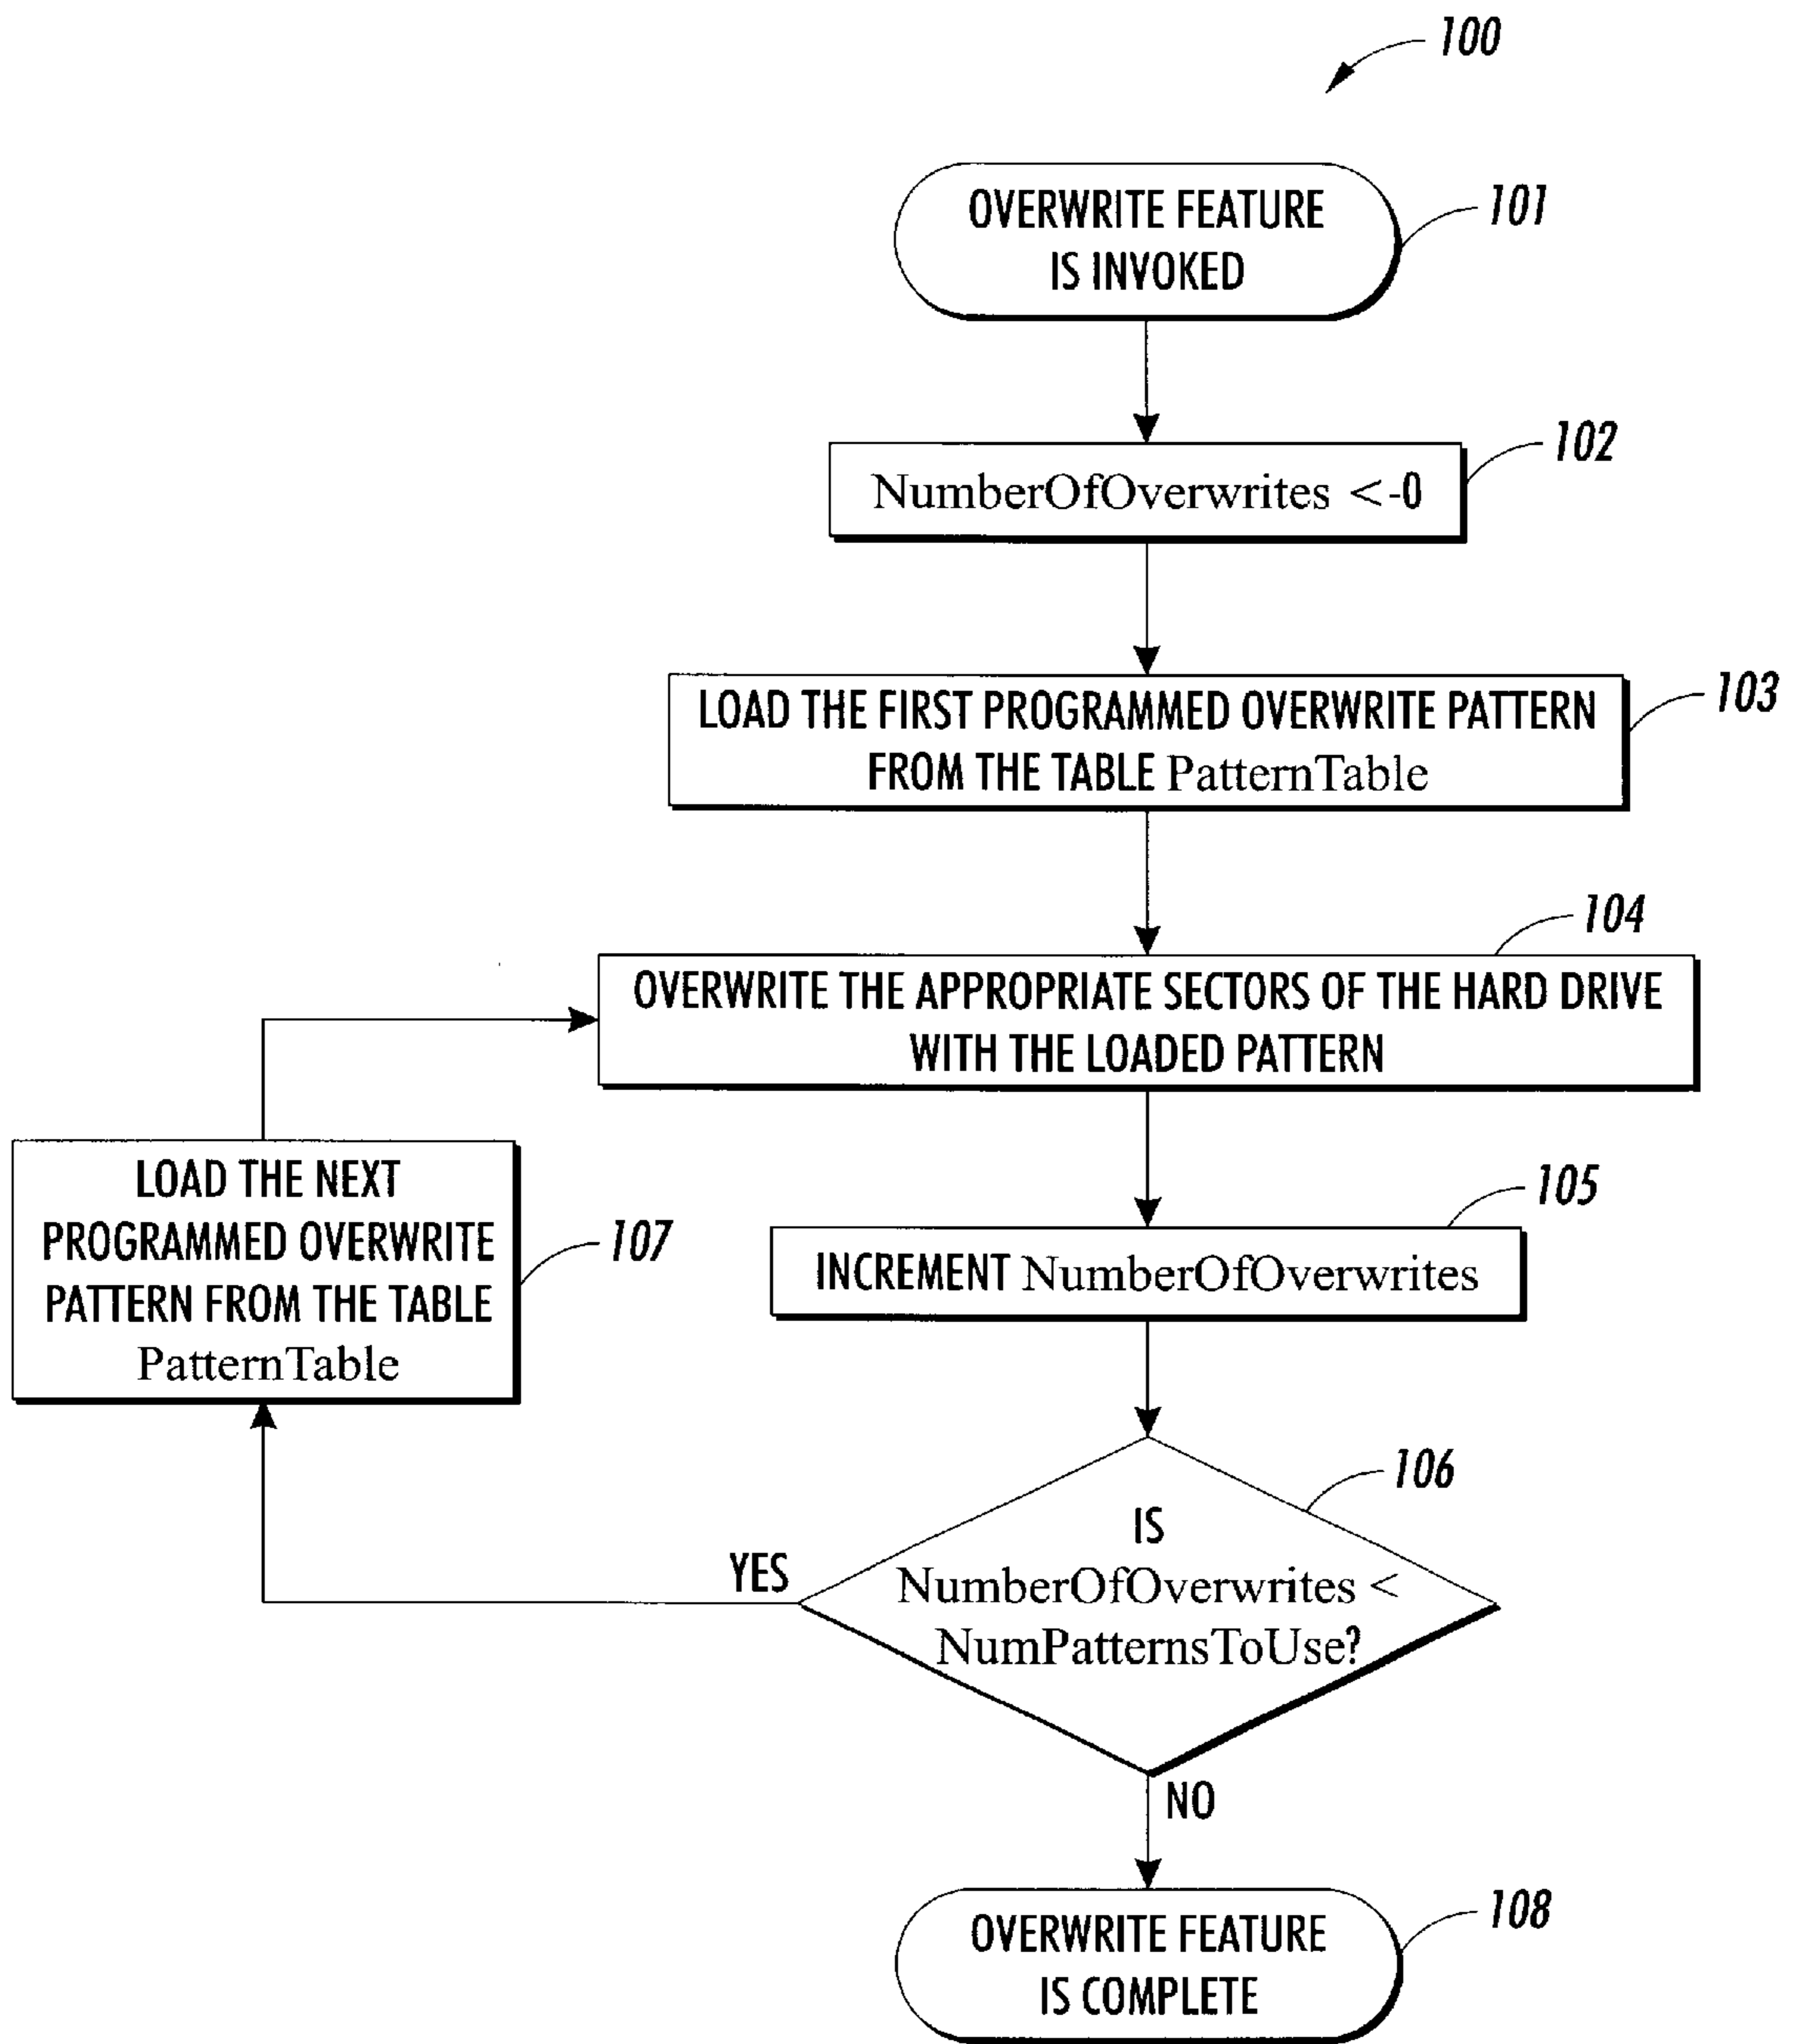 100
OVERWRITE FEATURE
IS INVOKED
101
NumberOfOverwrites <-0
102
LOAD THE FIRST PROGRAMMED OVERWRITE PATTERN
FROM THE TABLE PatternTable
103
OVERWRITE THE APPROPRIATE SECTORS OF THE HARD DRIVE
WITH THE LOADED PATTERN
104
INCREMENT NumberOfOverwrites
105
IS
NumberOfOverwrites <
NumPatternsToUse?
106
YES
LOAD THE NEXT
PROGRAMMED OVERWRITE
PATTERN FROM THE TABLE
PatternTable
107
NO
OVERWRITE FEATURE
IS COMPLETE
108